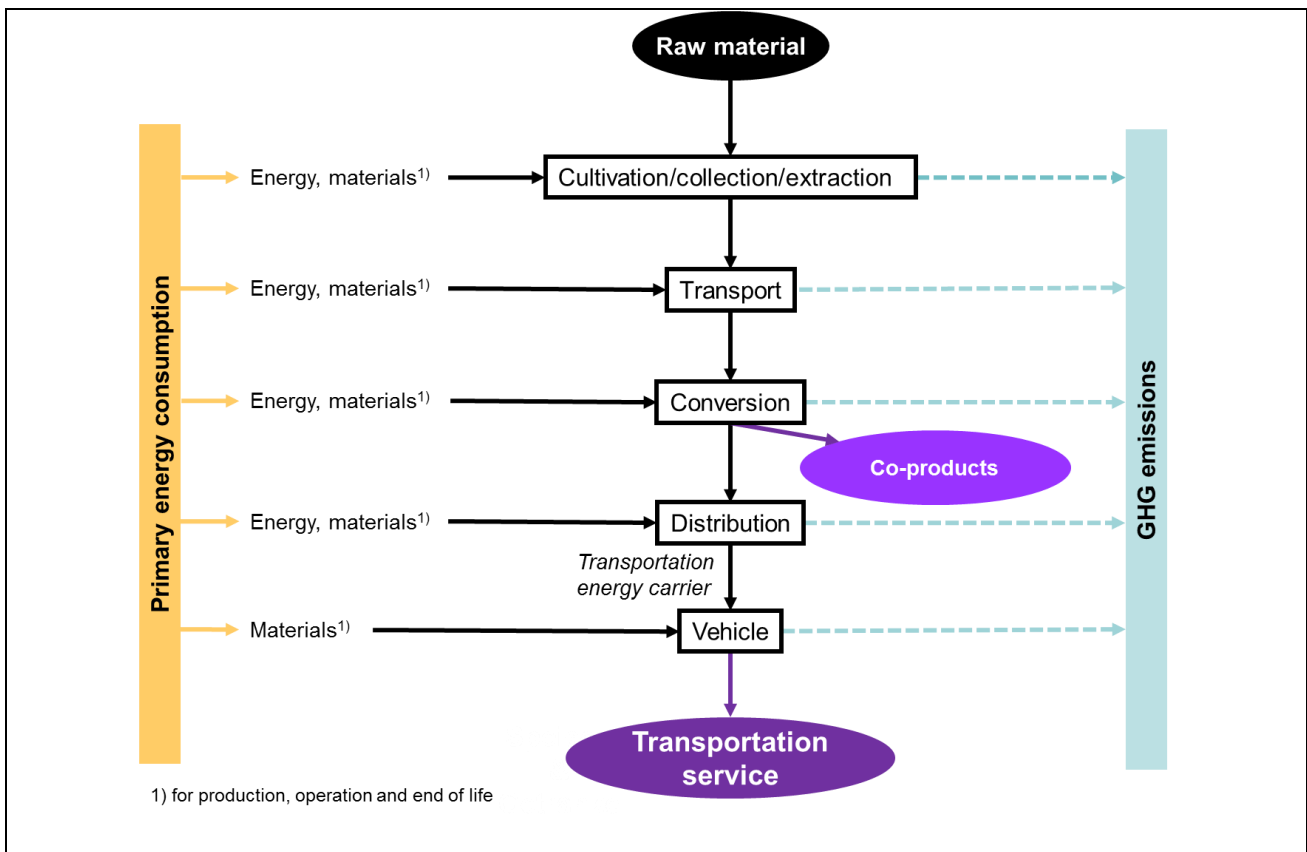 Raw material
Primary energy consumption
GHG emissions
Energy, materials1)
Cultivation/collection/extraction
Energy, materials1)
Transport
Energy, materials1)
Conversion
Co-products
Energy, materials1)
Distribution
Transportation
energy carrier
Materials1)
Vehicle
Transportation
service
1) for production, operation and end of life